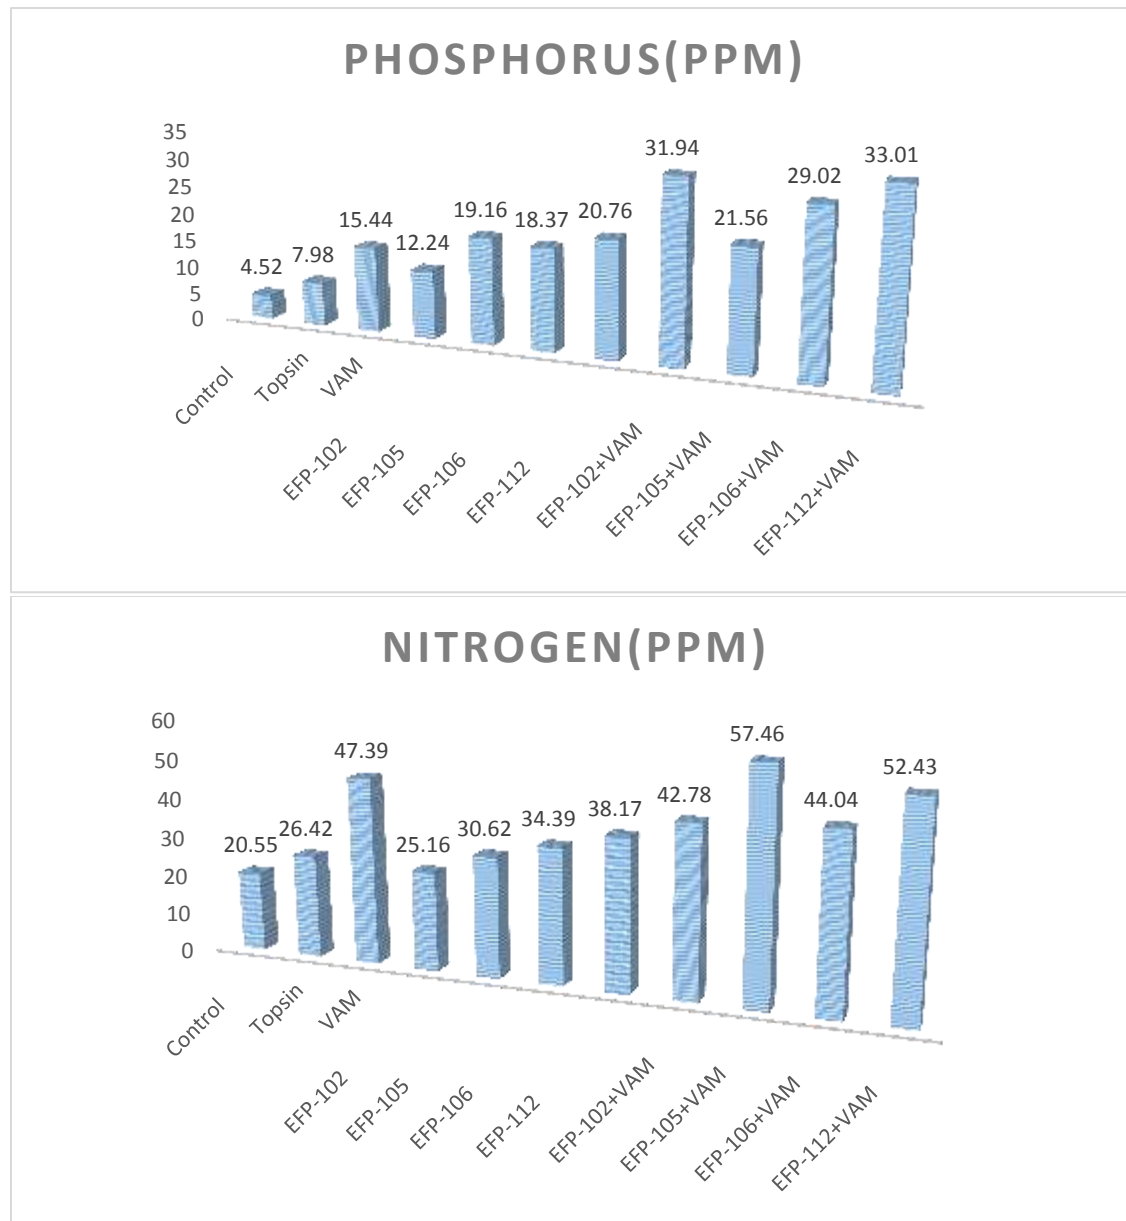 PHOSPHORUS(PPM)
35
30
25
20
15
10
5
0
4.52
7.98
15.44
12.24
19.16
18.37
20.76
31.94
21.56
29.02
33.01
Control
Topsin
VAM
EFP-102
EFP-105
EFP-106
EFP-112
EFP-102+VAM
EFP-105+VAM
EFP-106+VAM
EFP-112+VAM
NITROGEN(PPM)
60
50
40
30
20
10
0
20.55
26.42
47.39
25.16
30.62
34.39
38.17
42.78
57.46
44.04
52.43
Control
Topsin
VAM
EFP-102
EFP-105
EFP-106
EFP-112
EFP-102+VAM
EFP-105+VAM
EFP-106+VAM
EFP-112+VAM